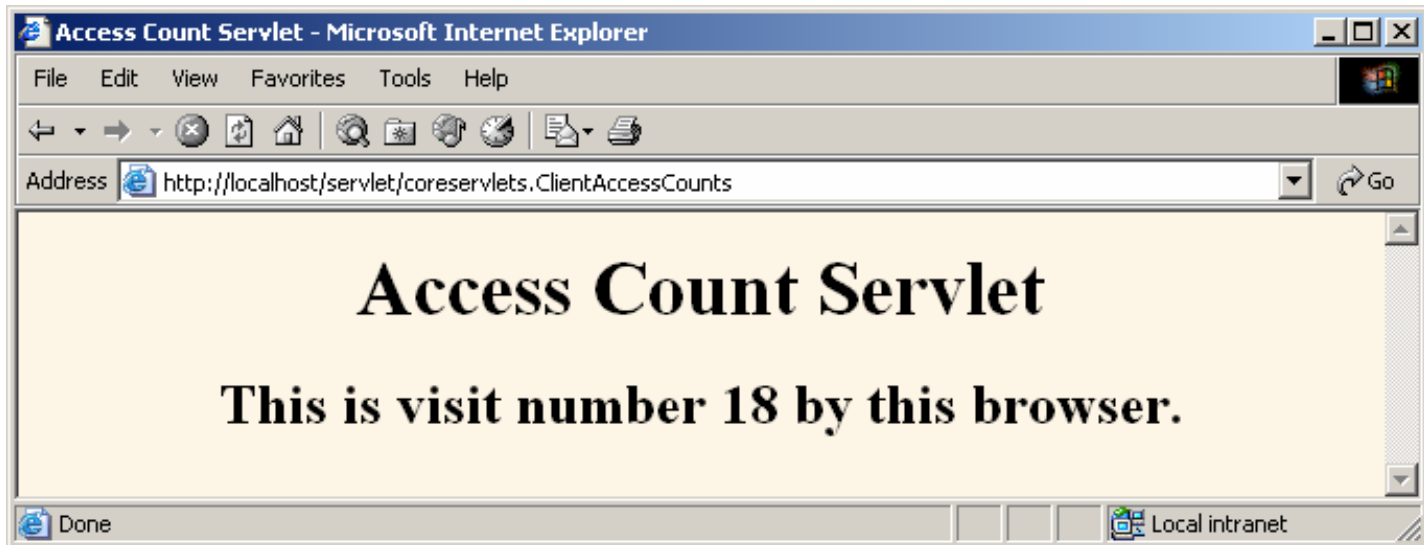 Access Count Servlet - Microsoft Internet Explorer
File Edit View Favorites Tools Help
Address http://localhost/servlet/coreservlets.ClientAccessCounts Go
Access Count Servlet
This is visit number 18 by this browser.
Done Local intranet